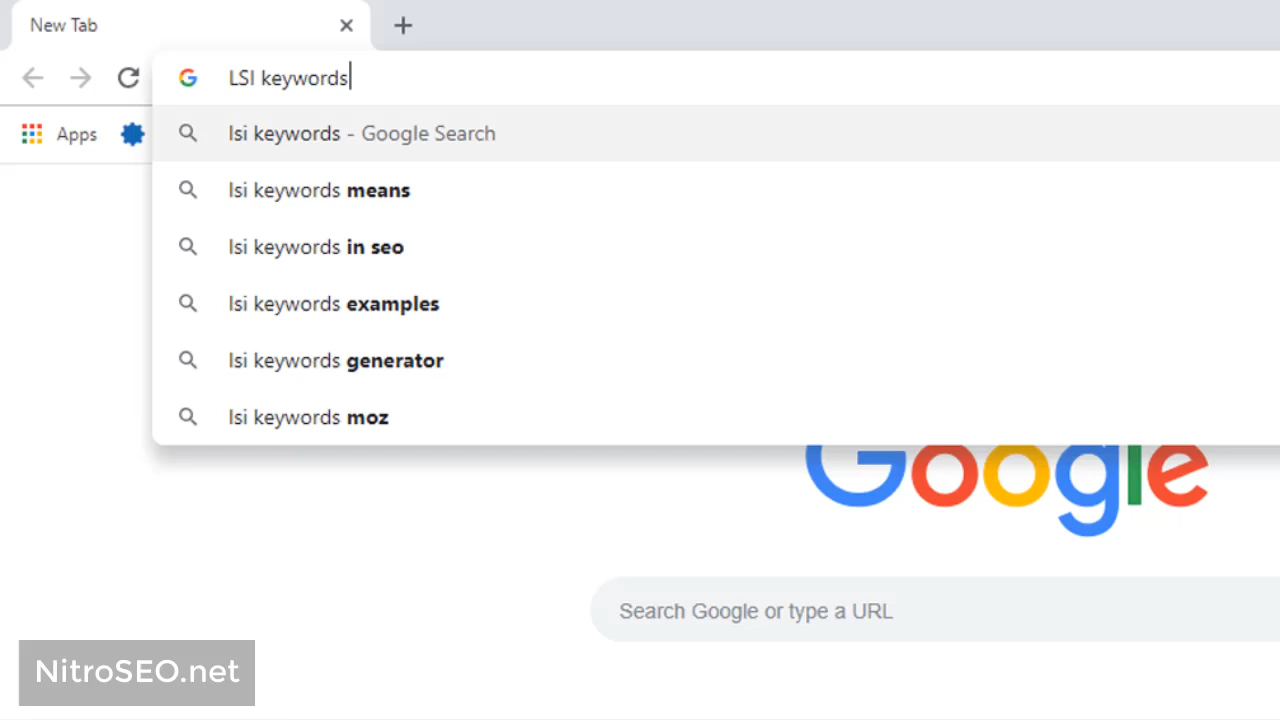 New Tab
LSI keywords
Apps
lsi keywords - Google Search
lsi keywords means
lsi keywords in seo
lsi keywords examples
lsi keywords generator
lsi keywords moz
Google
Search Google or type a URL
NitroSEO.net